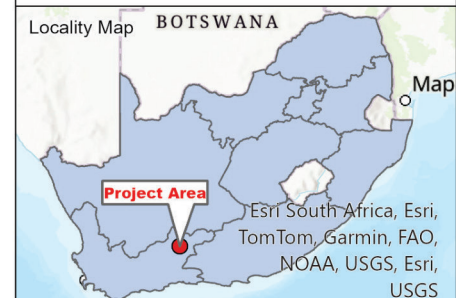 Locality Map
BOTSWANA
Map
Project Area
Esri South Africa, Esri,
TomTom, Garmin, FAO,
NOAA, USGS, Esri,
USGS